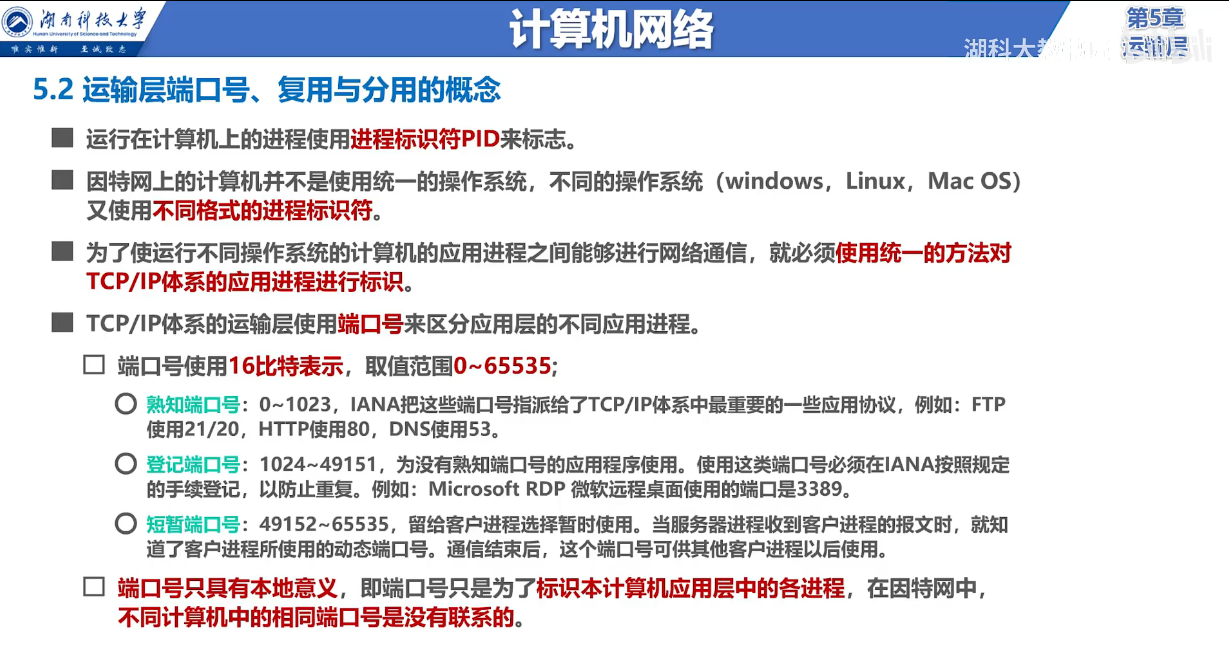 湖南科技大学
Hunan University of Science and Technology
唯实惟新 至诚致志
计算机网络
第5章
运输层
湖科大教
5.2 运输层端口号、复用与分用的概念
运行在计算机上的进程使用进程标识符PID来标志。
因特网上的计算机并不是使用统一的操作系统，不同的操作系统（windows，Linux，Mac OS）
又使用不同格式的进程标识符。
为了使运行不同操作系统的计算机的应用进程之间能够进行网络通信，就必须使用统一的方法对
TCP/IP体系的应用进程进行标识。
TCP/IP体系的运输层使用端口号来区分应用层的不同应用进程。
端口号使用16比特表示，取值范围0~65535;
熟知端口号：0~1023，IANA把这些端口号指派给了TCP/IP体系中最重要的一些应用协议，例如：FTP
使用21/20，HTTP使用80，DNS使用53。
登记端口号：1024~49151，为没有熟知端口号的应用程序使用。使用这类端口号必须在IANA按照规定
的手续登记，以防止重复。例如：Microsoft RDP 微软远程桌面使用的端口是3389。
短暂端口号：49152~65535，留给客户进程选择暂时使用。当服务器进程收到客户进程的报文时，就知
道了客户进程所使用的动态端口号。通信结束后，这个端口号可供其他客户进程以后使用。
端口号只具有本地意义，即端口号只是为了标识本计算机应用层中的各进程，在因特网中，
不同计算机中的相同端口号是没有联系的。